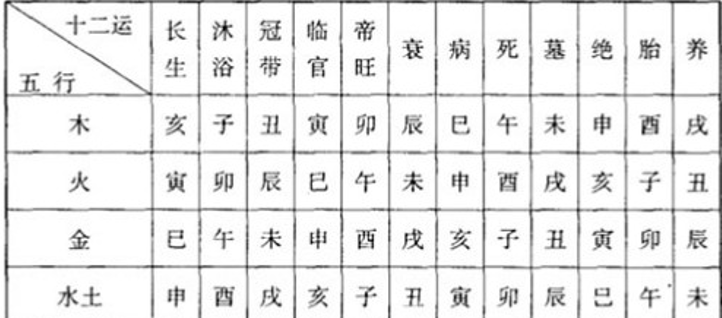 十二运 五行 长生 沐浴 冠带 临官 帝旺 衰 病 死 墓 绝 胎 养
木 亥 子 丑 寅 卯 辰 巳 午 未 申 酉 戌
火 寅 卯 辰 巳 午 未 申 酉 戌 亥 子 丑
金 巳 午 未 申 酉 戌 亥 子 丑 寅 卯 辰
水土 申 酉 戌 亥 子 丑 寅 卯 辰 巳 午 未